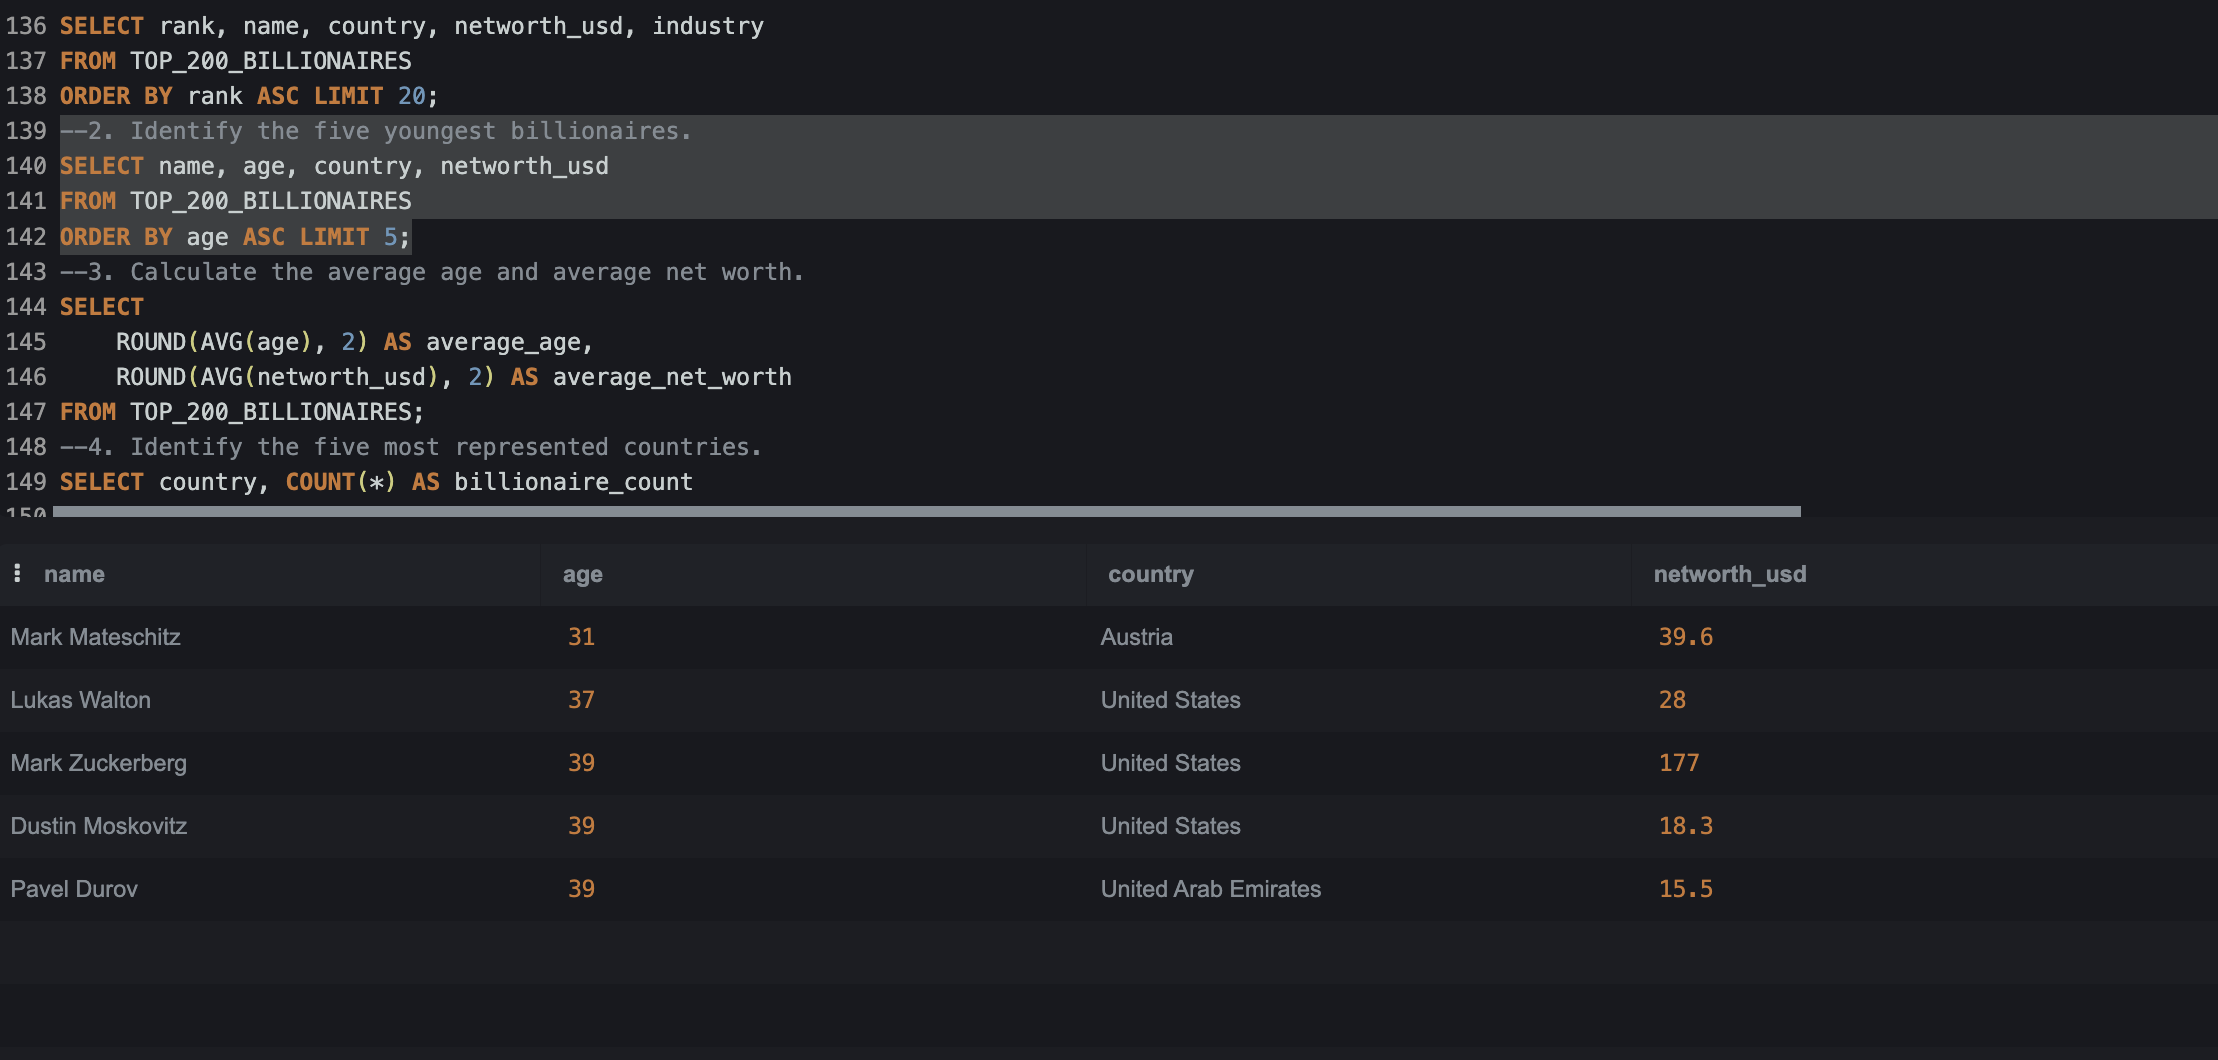 136 SELECT rank, name, country, networth_usd, industry
137 FROM TOP_200_BILLIONAIRES
138 ORDER BY rank ASC LIMIT 20;
139 --2. Identify the five youngest billionaires.
140 SELECT name, age, country, networth_usd
141 FROM TOP_200_BILLIONAIRES
142 ORDER BY age ASC LIMIT 5;
143 --3. Calculate the average age and average net worth.
144 SELECT
145     ROUND(AVG(age), 2) AS average_age,
146     ROUND(AVG(networth_usd), 2) AS average_net_worth
147 FROM TOP_200_BILLIONAIRES;
148 --4. Identify the five most represented countries.
149 SELECT country, COUNT(*) AS billionaire_count
150
name age country networth_usd
Mark Mateschitz 31 Austria 39.6
Lukas Walton 37 United States 28
Mark Zuckerberg 39 United States 177
Dustin Moskovitz 39 United States 18.3
Pavel Durov 39 United Arab Emirates 15.5